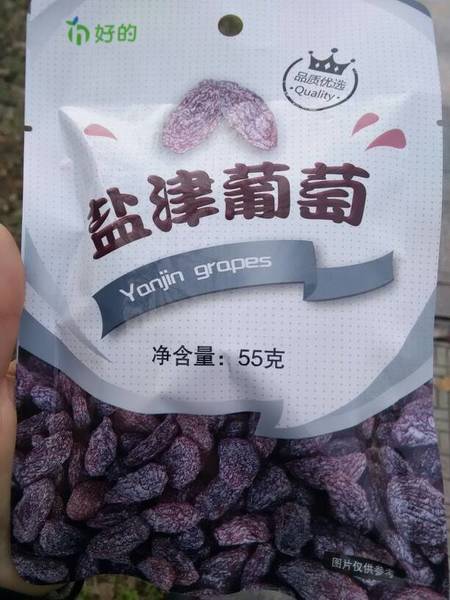 好的
品质优选
Quality
盐津葡萄
Yanjin grapes
净含量：55克
图片仅供参考